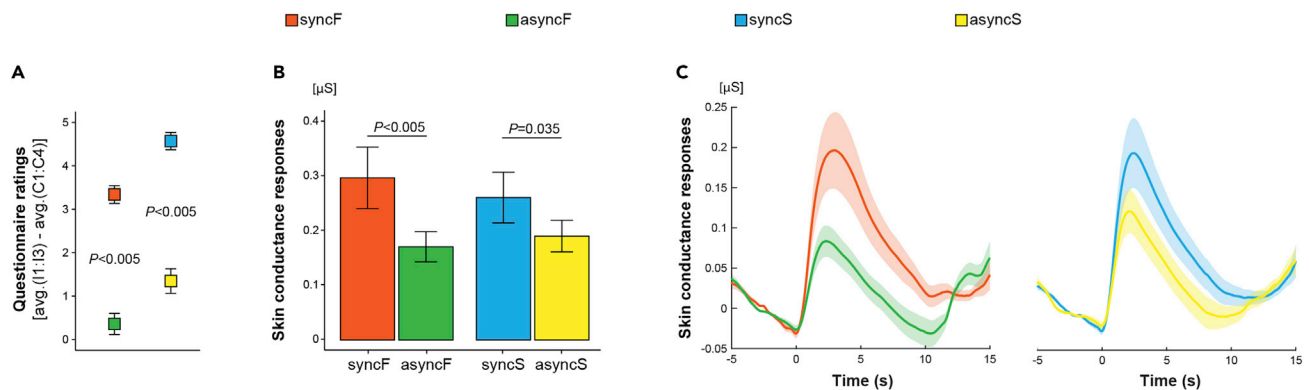 syncF
asyncF
syncS
asyncS
A
Questionnaire ratings
[avg.(I1:I3) - avg.(C1:C4)]
5
4
3
2
1
0
P<0.005
P<0.005
B
[µS]
Skin conductance responses
0.4
0.3
0.2
0.1
0
P<0.005
P=0.035
syncF asyncF syncS asyncS
C
[µS]
Skin conductance responses
0.25
0.20
0.15
0.10
0.05
0
-0.05
-5 0 5 10 15
Time (s)
-5 0 5 10 15
Time (s)